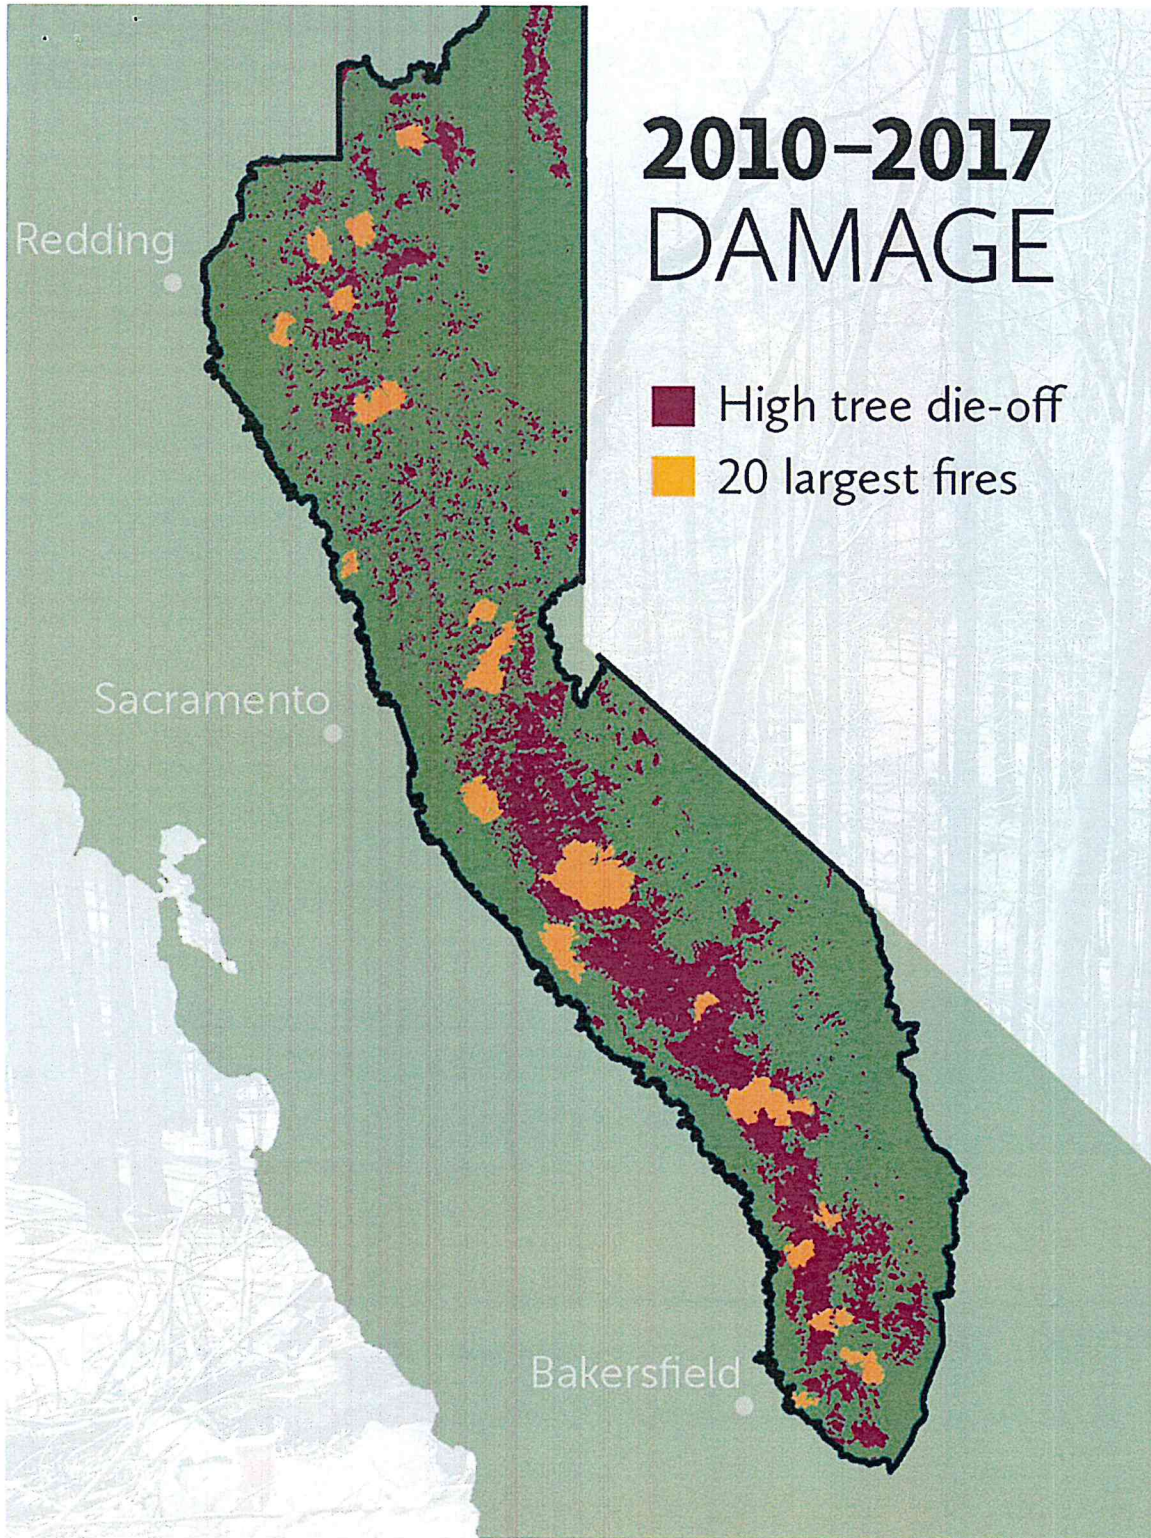 2010–2017
DAMAGE
Redding
High tree die-off
20 largest fires
Sacramento
Bakersfield